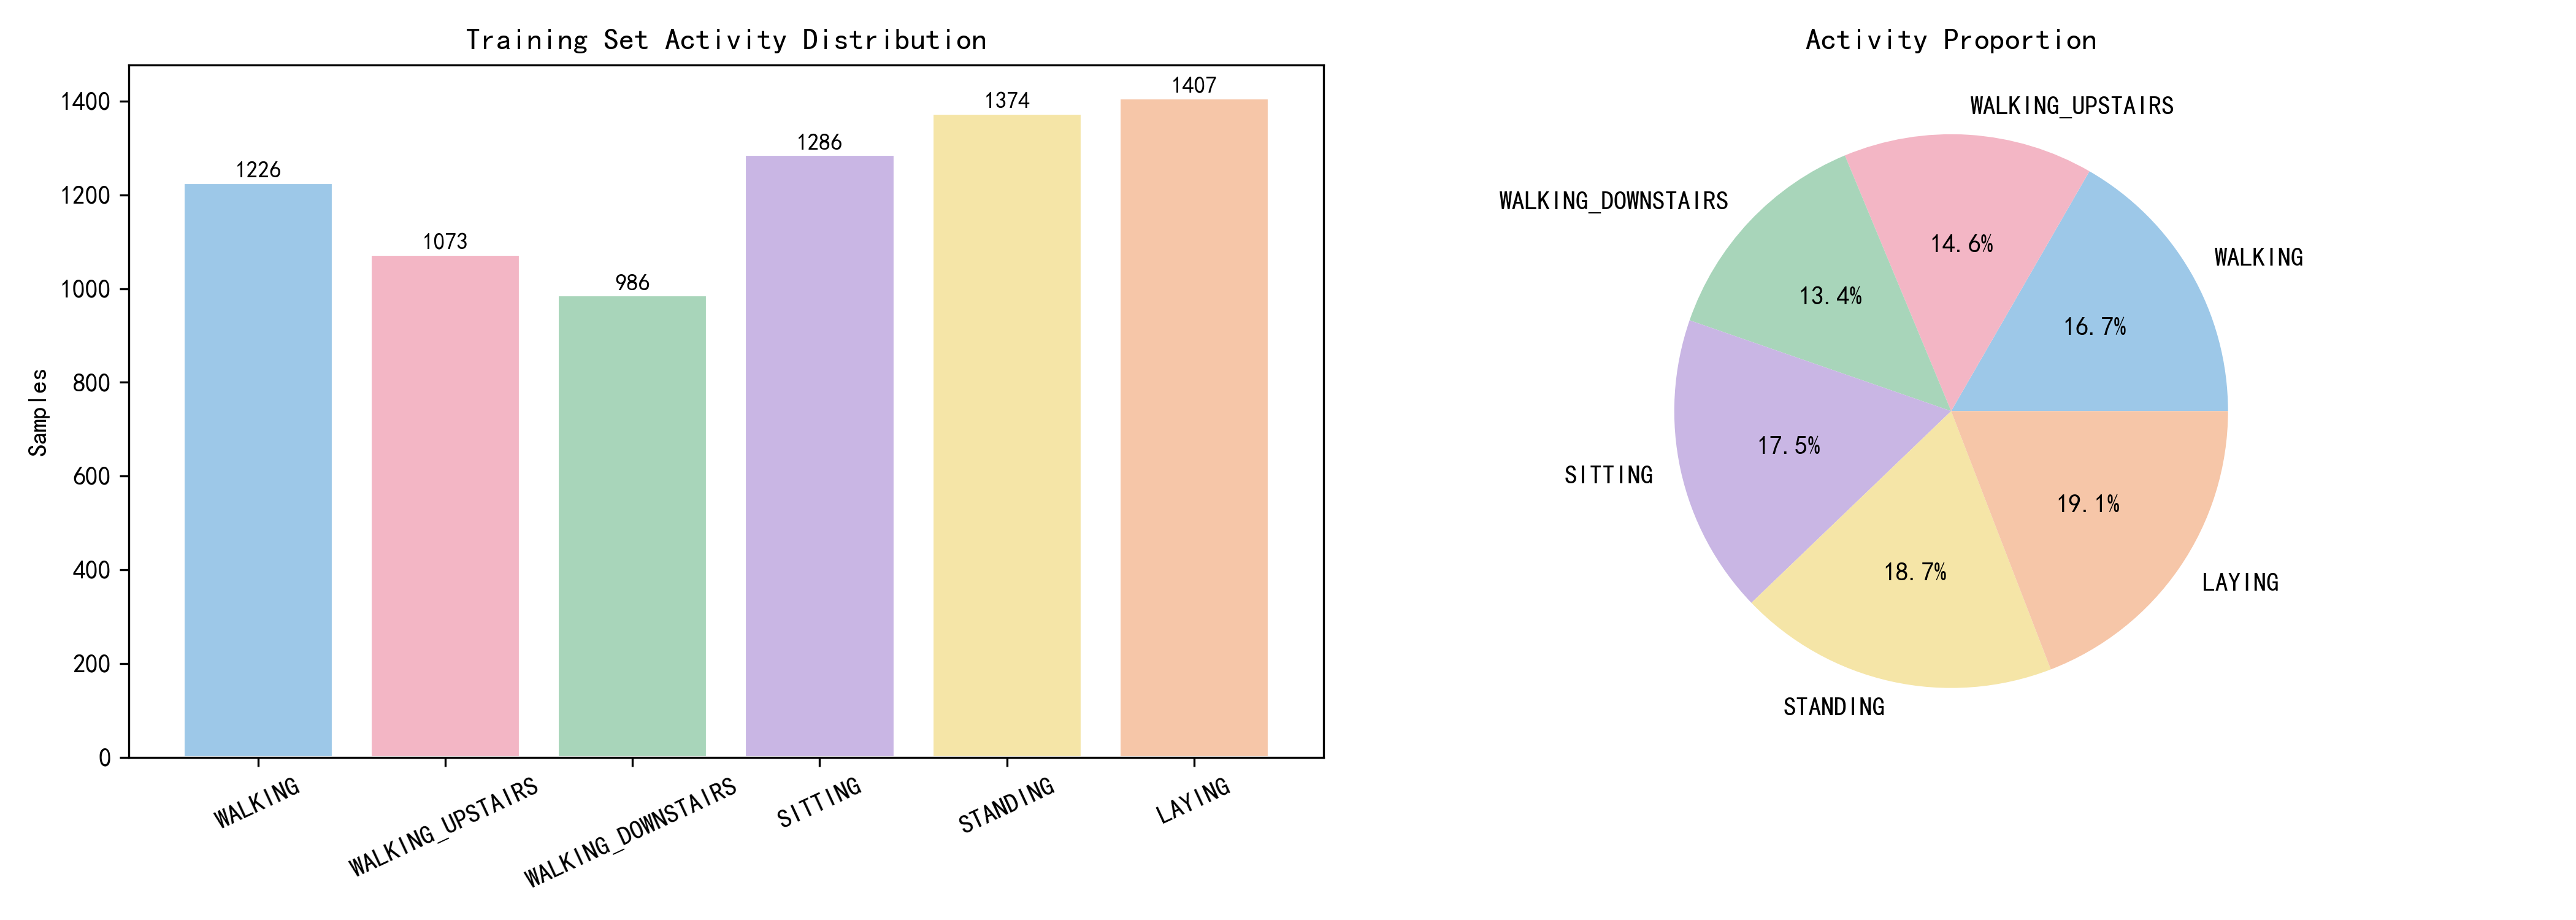 Training Set Activity Distribution
Samples
1400
1200
1000
800
600
400
200
0
1226
1073
986
1286
1374
1407
WALKING
WALKING_UPSTAIRS
WALKING_DOWNSTAIRS
SITTING
STANDING
LAYING
Activity Proportion
WALKING_UPSTAIRS
WALKING_DOWNSTAIRS
WALKING
SITTING
LAYING
STANDING
14.6%
13.4%
16.7%
17.5%
19.1%
18.7%